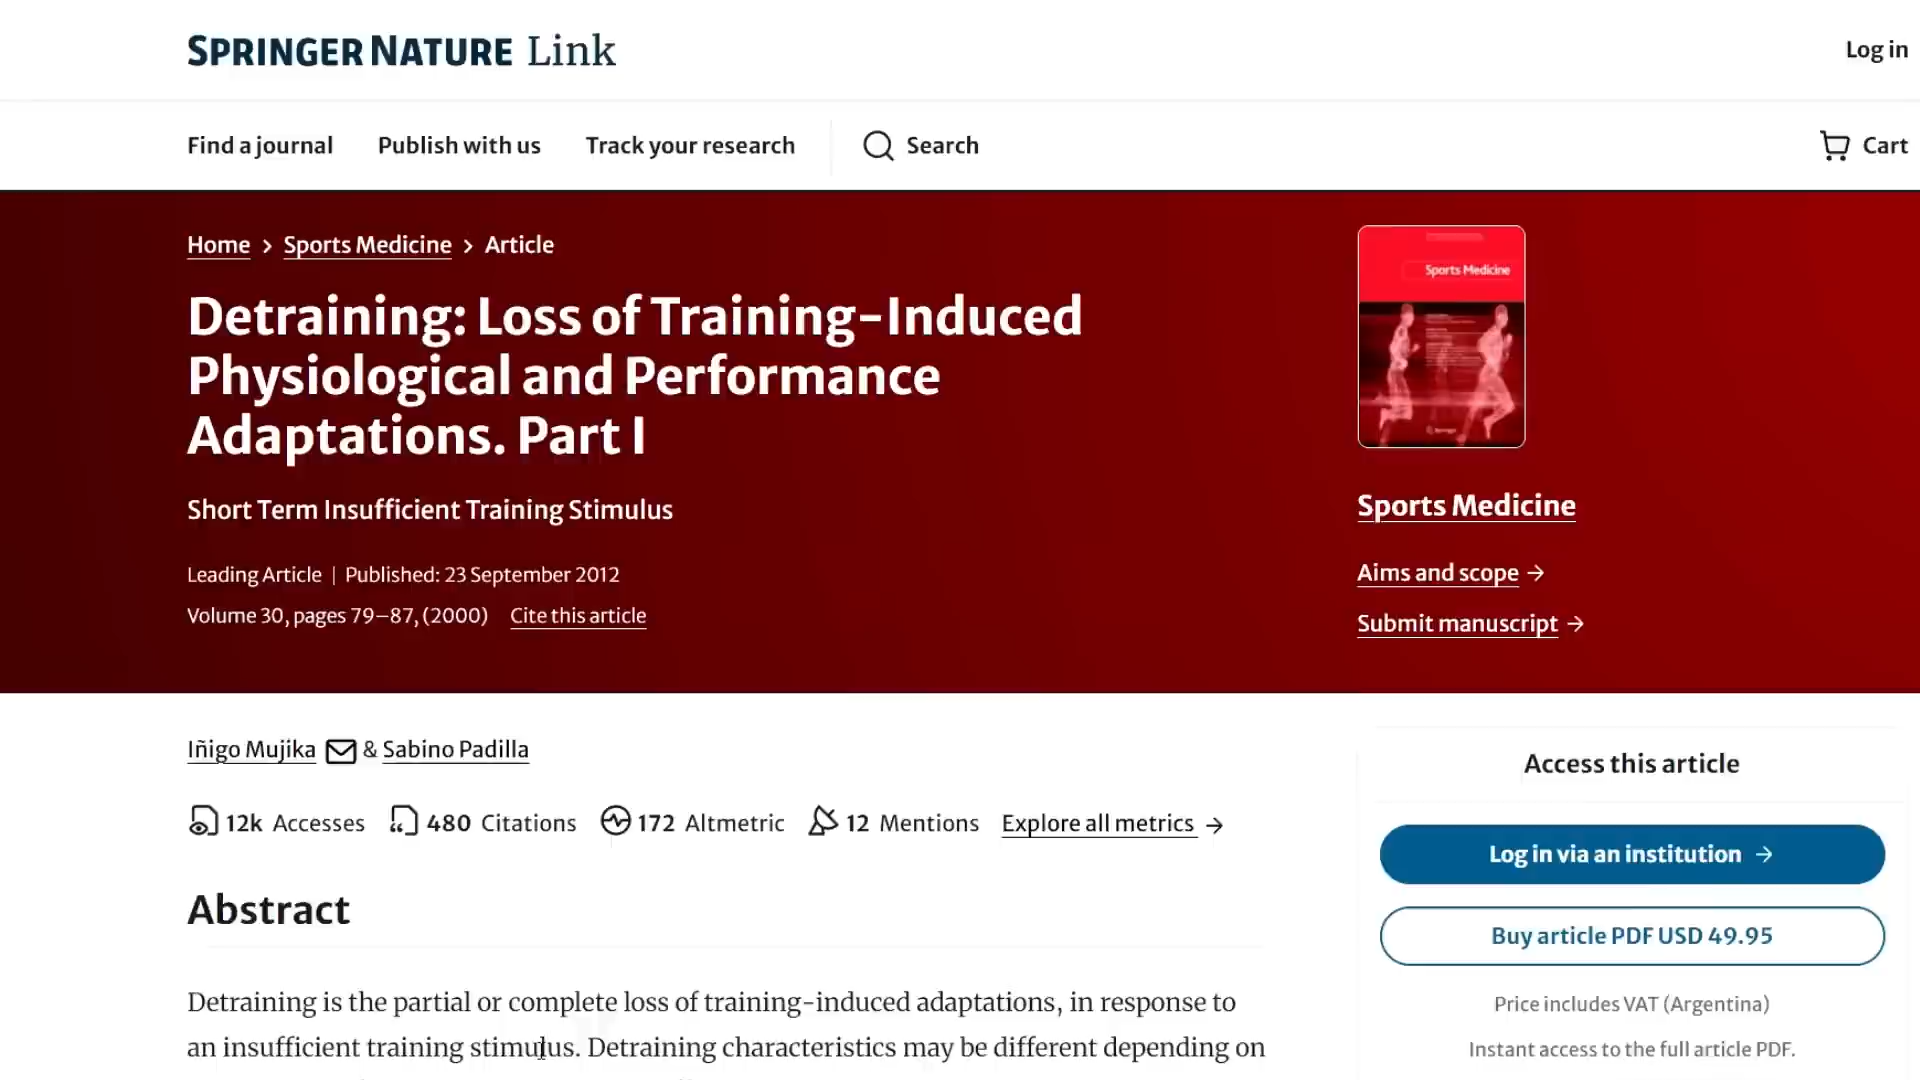 SPRINGER NATURE Link
Log in
Find a journal
Publish with us
Track your research
Search
Cart
Home > Sports Medicine > Article
Detraining: Loss of Training-Induced
Physiological and Performance
Adaptations. Part I
Short Term Insufficient Training Stimulus
Leading Article | Published: 23 September 2012
Volume 30, pages 79–87, (2000) Cite this article
Sports Medicine
Springer
Sports Medicine
Aims and scope →
Submit manuscript →
Iñigo Mujika & Sabino Padilla
12k Accesses 480 Citations 172 Altmetric 12 Mentions Explore all metrics →
Abstract
Detraining is the partial or complete loss of training-induced adaptations, in response to
an insufficient training stimulus. Detraining characteristics may be different depending on
Access this article
Log in via an institution →
Buy article PDF USD 49.95
Price includes VAT (Argentina)
Instant access to the full article PDF.